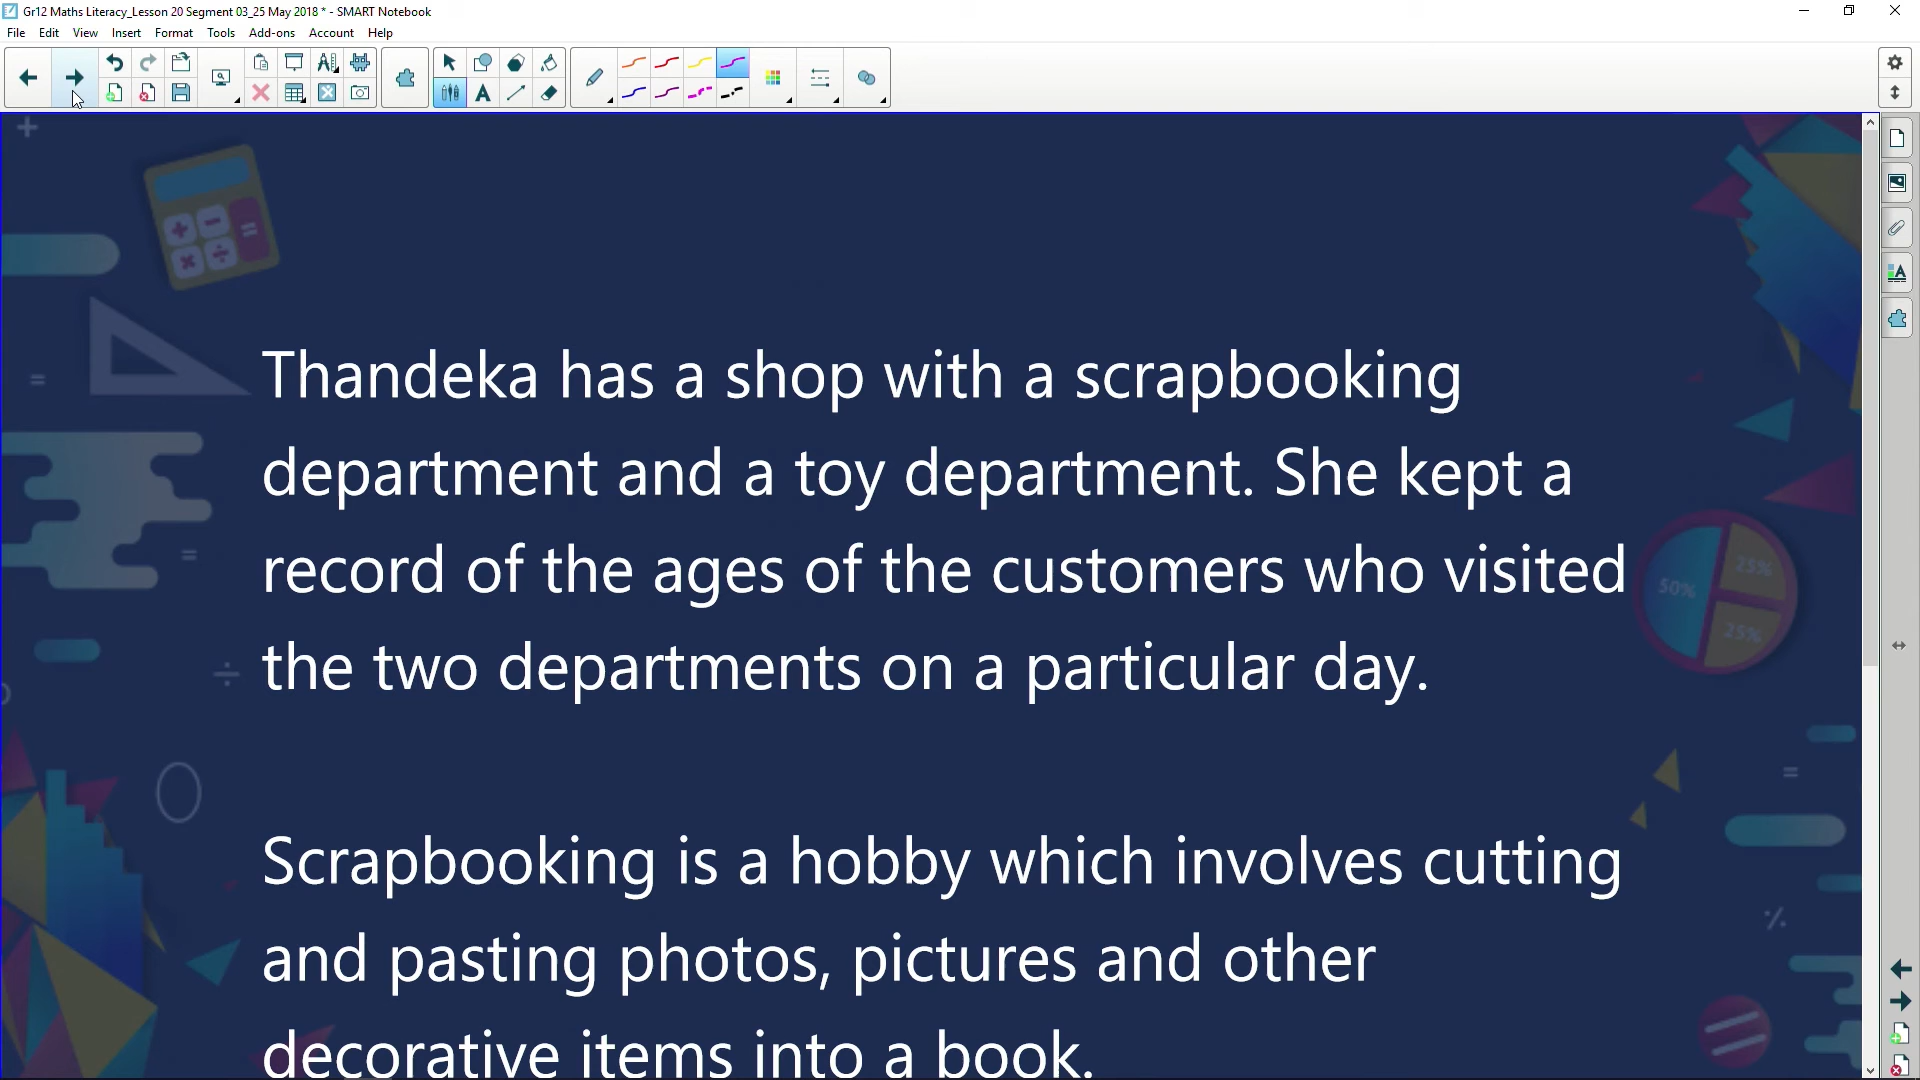 Gr12 Maths Literacy_Lesson 20 Segment 03_25 May 2018 * - SMART Notebook
File Edit View Insert Format Tools Add-ons Account Help
Thandeka has a shop with a scrapbooking
department and a toy department. She kept a
record of the ages of the customers who visited
the two departments on a particular day.
Scrapbooking is a hobby which involves cutting
and pasting photos, pictures and other
decorative items into a book.
50%
25%
25%